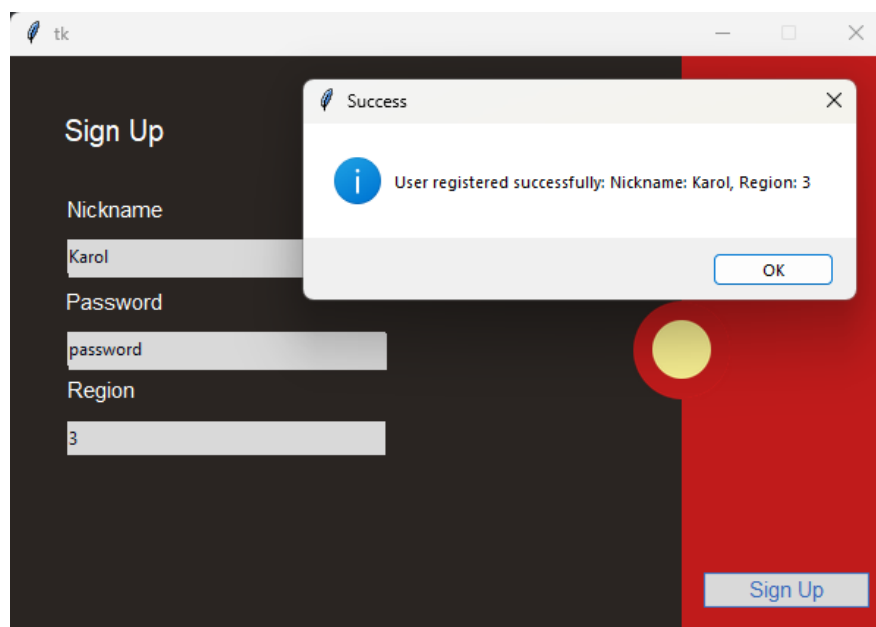 tk
Success
User registered successfully: Nickname: Karol, Region: 3
OK
Sign Up
Nickname
Karol
Password
password
Region
3
Sign Up